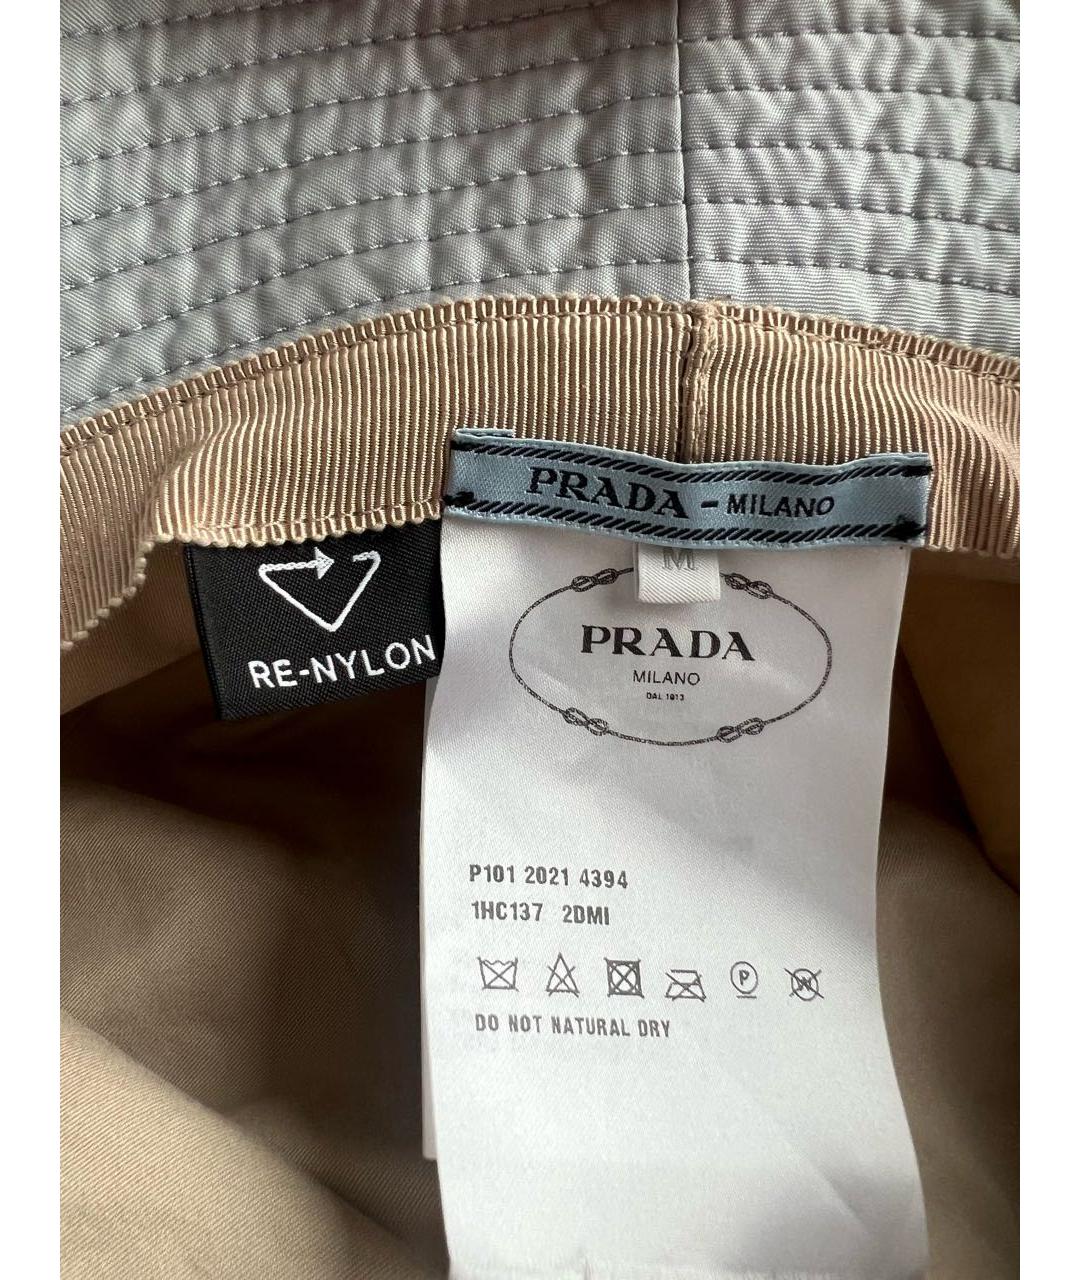 PRADA - MILANO
M
RE-NYLON
PRADA
MILANO
DAL 1913
P101 2021 4394
1HC137 2DMI
P
W
DO NOT NATURAL DRY